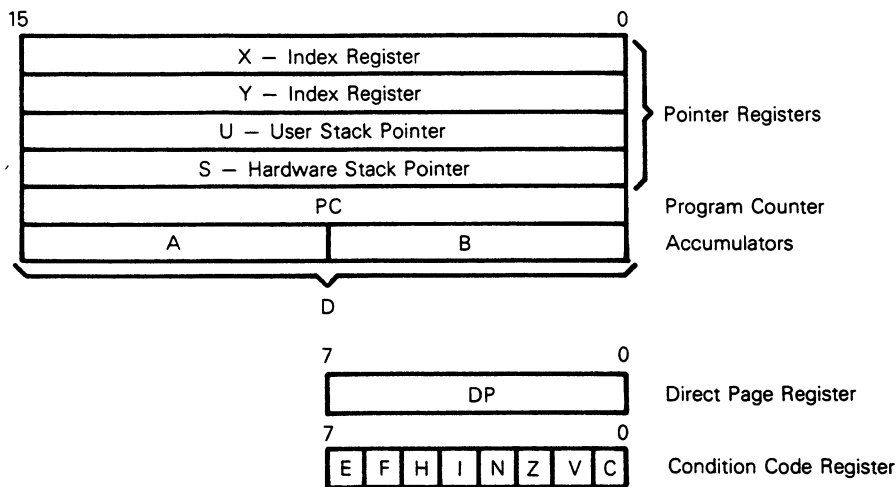 15 0
X — Index Register
Y — Index Register
U — User Stack Pointer
S — Hardware Stack Pointer
Pointer Registers
PC Program Counter
A B Accumulators
D
7 0
DP Direct Page Register
7 0
E F H I N Z V C Condition Code Register